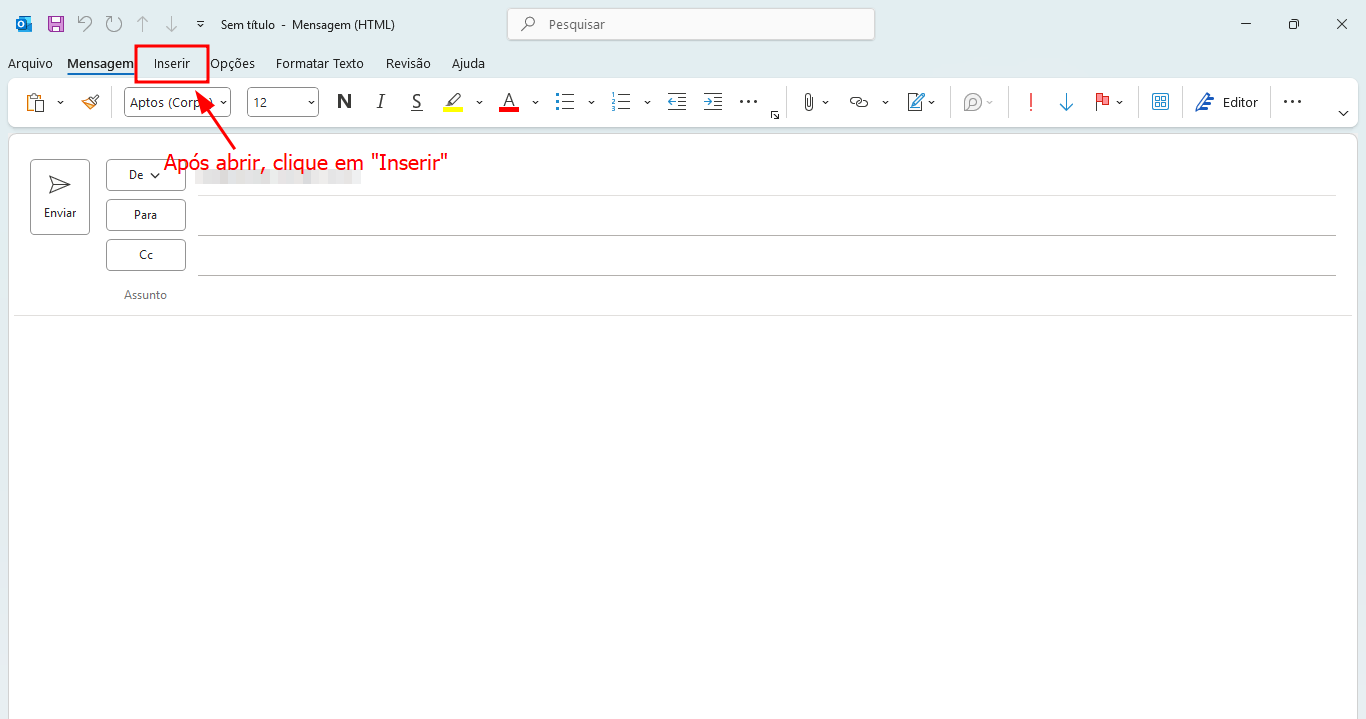 Sem título - Mensagem (HTML)
Pesquisar
Arquivo Mensagem Inserir Opções Formatar Texto Revisão Ajuda
Aptos (Corp 12 N I S A Editor
Após abrir, clique em "Inserir"
De
Enviar
Para
Cc
Assunto